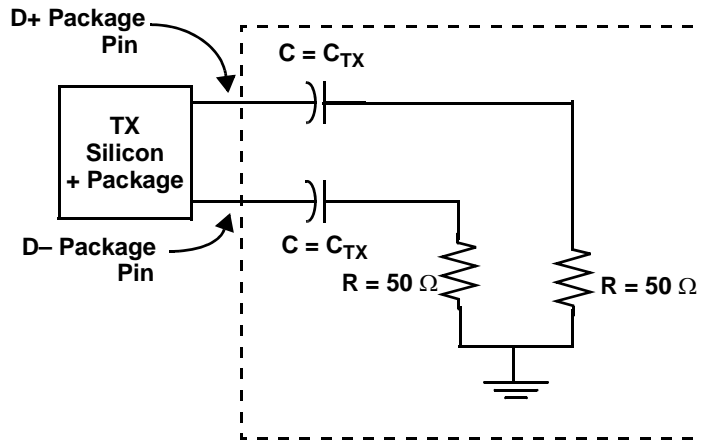 D+ Package
Pin
C = CTX
TX
Silicon
+ Package
D– Package
Pin
C = CTX
R = 50 Ω
R = 50 Ω